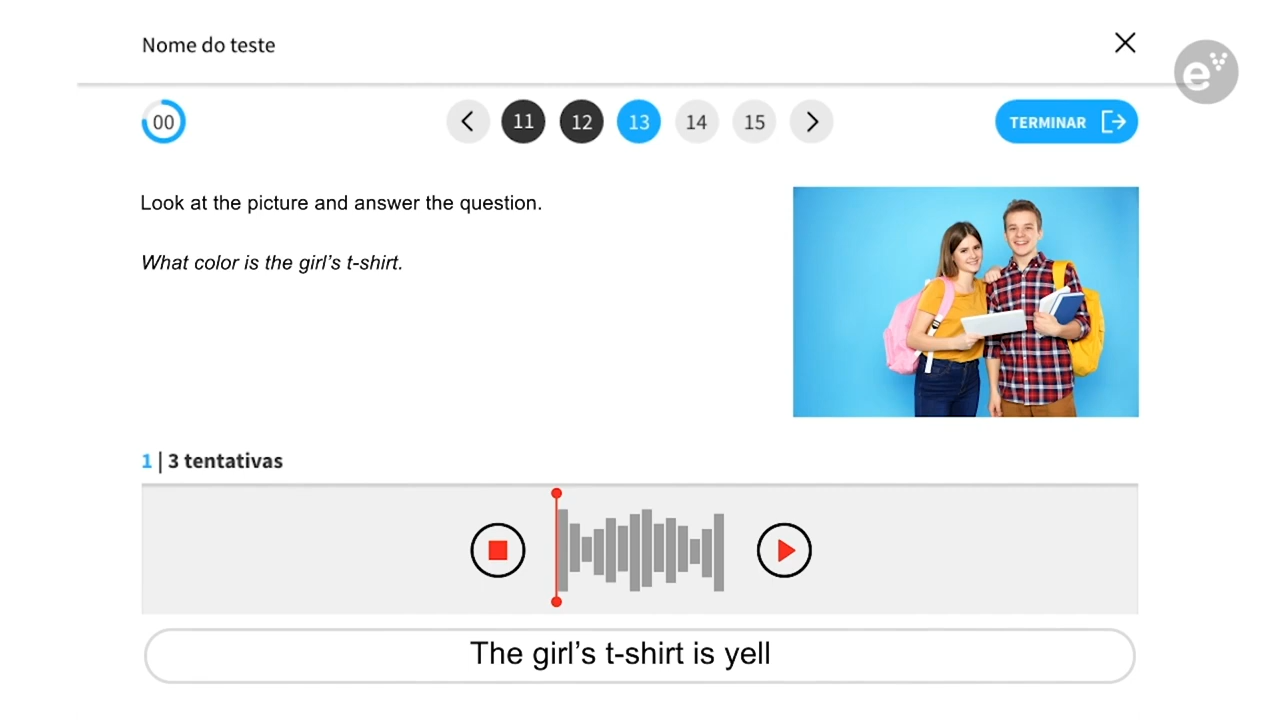 Nome do teste
e
00
11 12 13 14 15
TERMINAR
Look at the picture and answer the question.
What color is the girl's t-shirt.
1 | 3 tentativas
The girl's t-shirt is yell